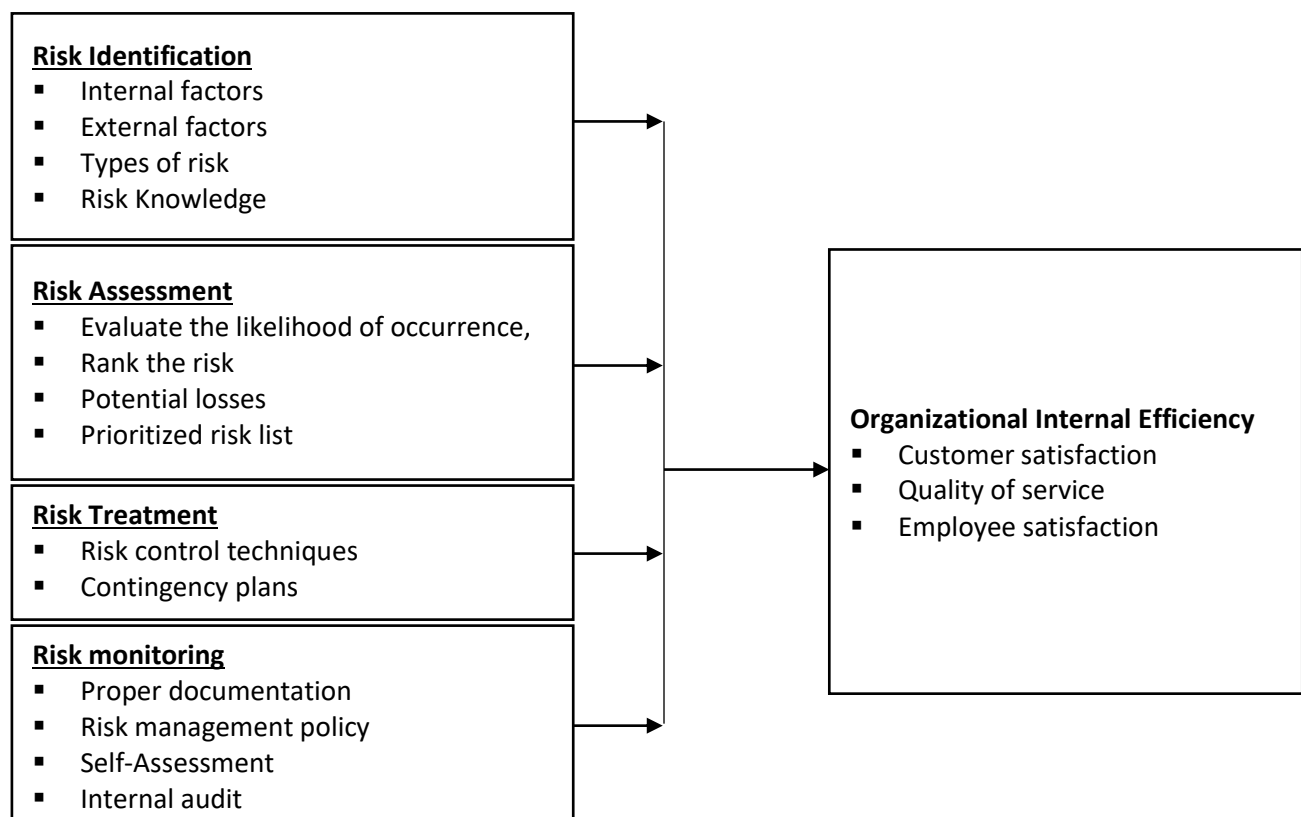 Risk Identification
▪ Internal factors
▪ External factors
▪ Types of risk
▪ Risk Knowledge
Risk Assessment
▪ Evaluate the likelihood of occurrence,
▪ Rank the risk
▪ Potential losses
▪ Prioritized risk list
Risk Treatment
▪ Risk control techniques
▪ Contingency plans
Risk monitoring
▪ Proper documentation
▪ Risk management policy
▪ Self-Assessment
▪ Internal audit
Organizational Internal Efficiency
▪ Customer satisfaction
▪ Quality of service
▪ Employee satisfaction